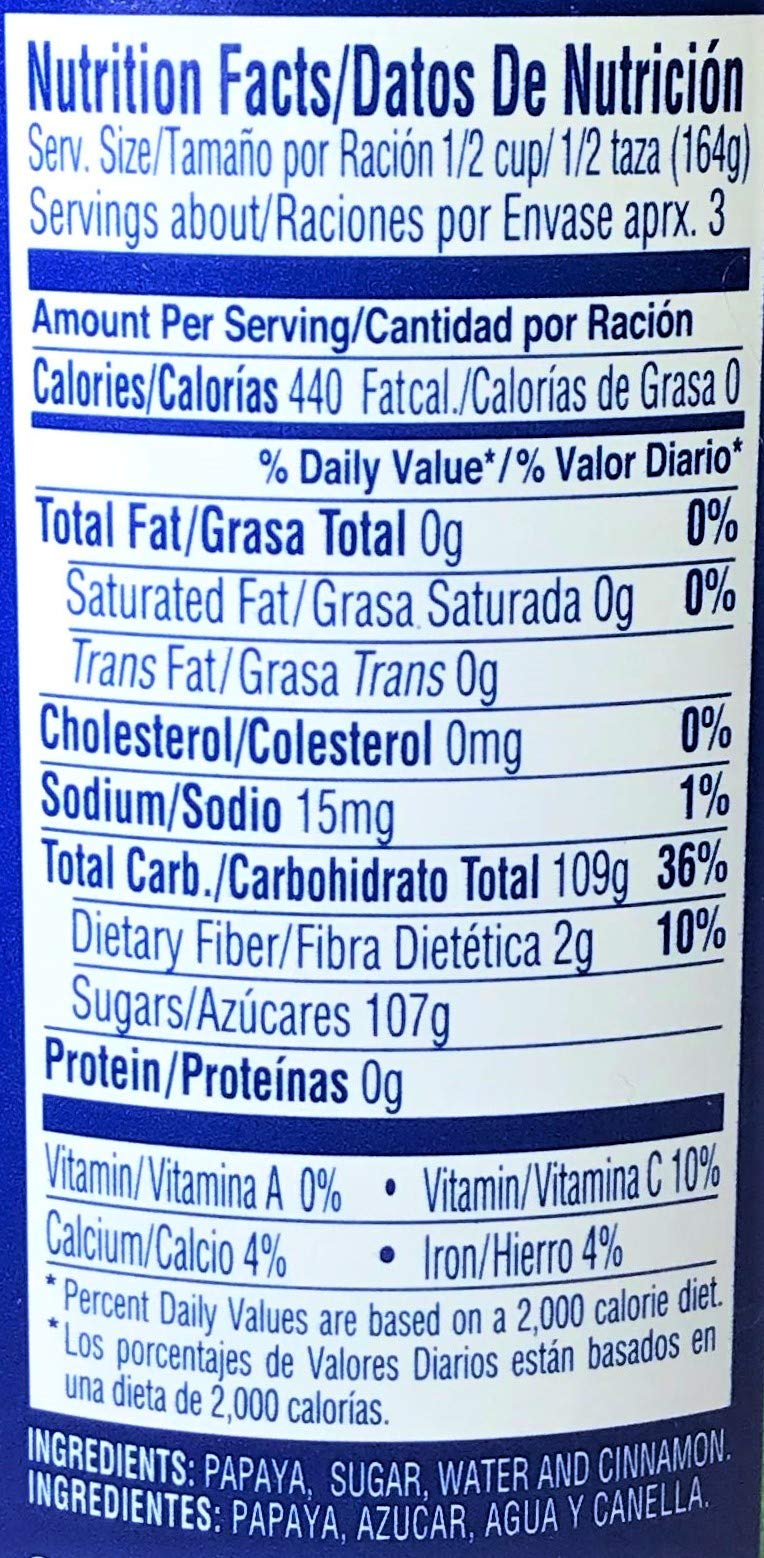 Nutrition Facts/Datos De Nutrición
Serv. Size/Tamaño por Ración 1/2 cup/ 1/2 taza (164g)
Servings about/Raciones por Envase aprx. 3
Amount Per Serving/Cantidad por Ración
Calories/Calorías 440 Fatcal./Calorías de Grasa 0
% Daily Value*/% Valor Diario*
Total Fat/Grasa Total 0g 0%
Saturated Fat/Grasa Saturada 0g 0%
Trans Fat/Grasa Trans 0g
Cholesterol/Colesterol 0mg 0%
Sodium/Sodio 15mg 1%
Total Carb./Carbohidrato Total 109g 36%
Dietary Fiber/Fibra Dietética 2g 10%
Sugars/Azúcares 107g
Protein/Proteínas 0g
Vitamin/Vitamina A 0% • Vitamin/Vitamina C 10%
Calcium/Calcio 4% • Iron/Hierro 4%
* Percent Daily Values are based on a 2,000 calorie diet.
* Los porcentajes de Valores Diarios están basados en
una dieta de 2,000 calorías.
INGREDIENTS: PAPAYA, SUGAR, WATER AND CINNAMON.
INGREDIENTES: PAPAYA, AZUCAR, AGUA Y CANELLA.